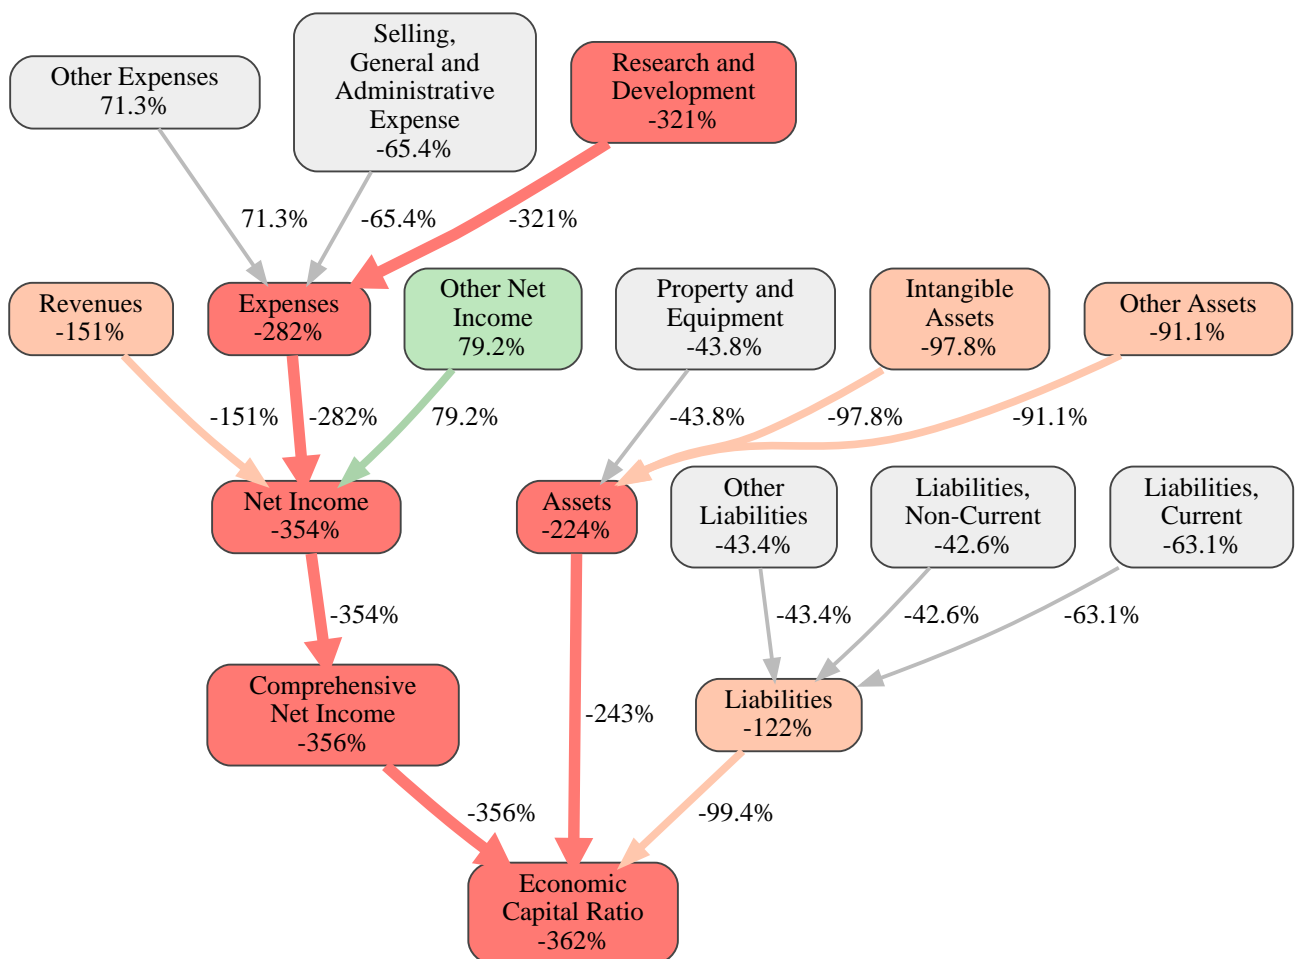 Other Expenses
71.3%
Selling,
General and
Administrative
Expense
-65.4%
Research and
Development
-321%
71.3%
-65.4%
-321%
Revenues
-151%
Expenses
-282%
Other Net
Income
79.2%
Property and
Equipment
-43.8%
Intangible
Assets
-97.8%
Other Assets
-91.1%
-151%
-282%
79.2%
-43.8%
-97.8%
-91.1%
Net Income
-354%
Assets
-224%
Other
Liabilities
-43.4%
Liabilities,
Non-Current
-42.6%
Liabilities,
Current
-63.1%
-354%
-43.4%
-42.6%
-63.1%
Comprehensive
Net Income
-356%
-243%
Liabilities
-122%
-356%
-99.4%
Economic
Capital Ratio
-362%